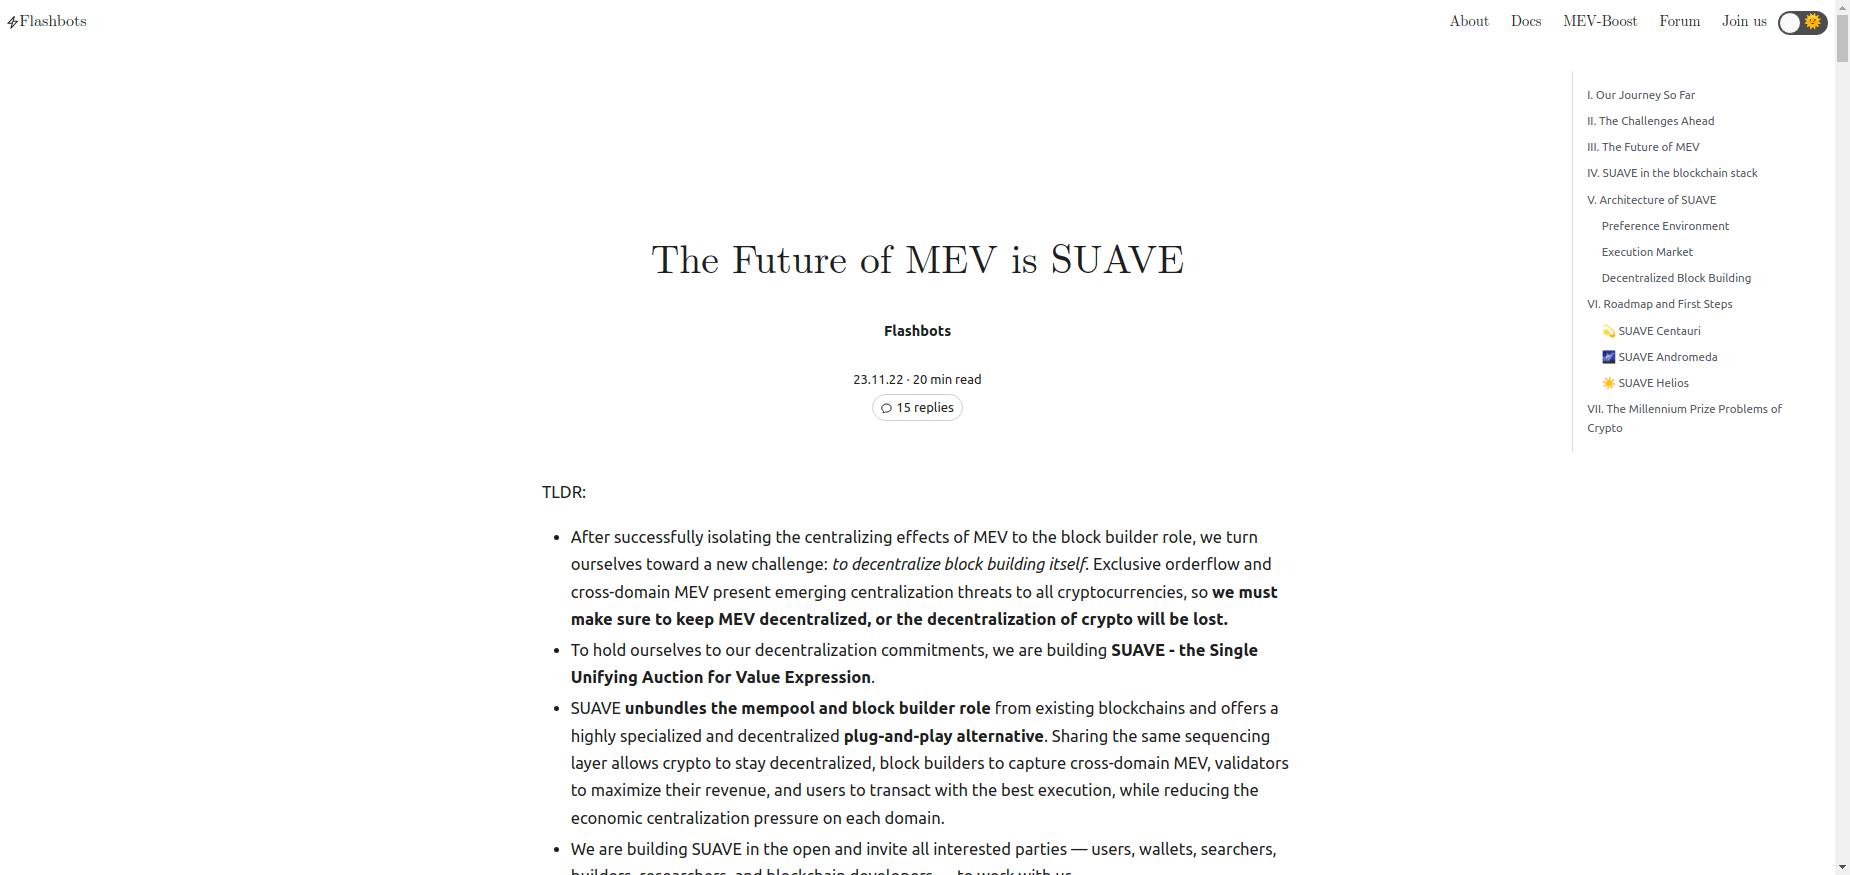 Flashbots
About Docs MEV-Boost Forum Join us
I. Our Journey So Far
II. The Challenges Ahead
III. The Future of MEV
IV. SUAVE in the blockchain stack
V. Architecture of SUAVE
Preference Environment
Execution Market
Decentralized Block Building
VI. Roadmap and First Steps
💫 SUAVE Centauri
🌌 SUAVE Andromeda
☀️ SUAVE Helios
VII. The Millennium Prize Problems of
Crypto
The Future of MEV is SUAVE
Flashbots
23.11.22 · 20 min read
15 replies
TLDR:
• After successfully isolating the centralizing effects of MEV to the block builder role, we turn
ourselves toward a new challenge: to decentralize block building itself. Exclusive orderflow and
cross-domain MEV present emerging centralization threats to all cryptocurrencies, so we must
make sure to keep MEV decentralized, or the decentralization of crypto will be lost.
• To hold ourselves to our decentralization commitments, we are building SUAVE - the Single
Unifying Auction for Value Expression.
• SUAVE unbundles the mempool and block builder role from existing blockchains and offers a
highly specialized and decentralized plug-and-play alternative. Sharing the same sequencing
layer allows crypto to stay decentralized, block builders to capture cross-domain MEV, validators
to maximize their revenue, and users to transact with the best execution, while reducing the
economic centralization pressure on each domain.
• We are building SUAVE in the open and invite all interested parties — users, wallets, searchers,
builders, researchers, and blockchain developers — to work with us